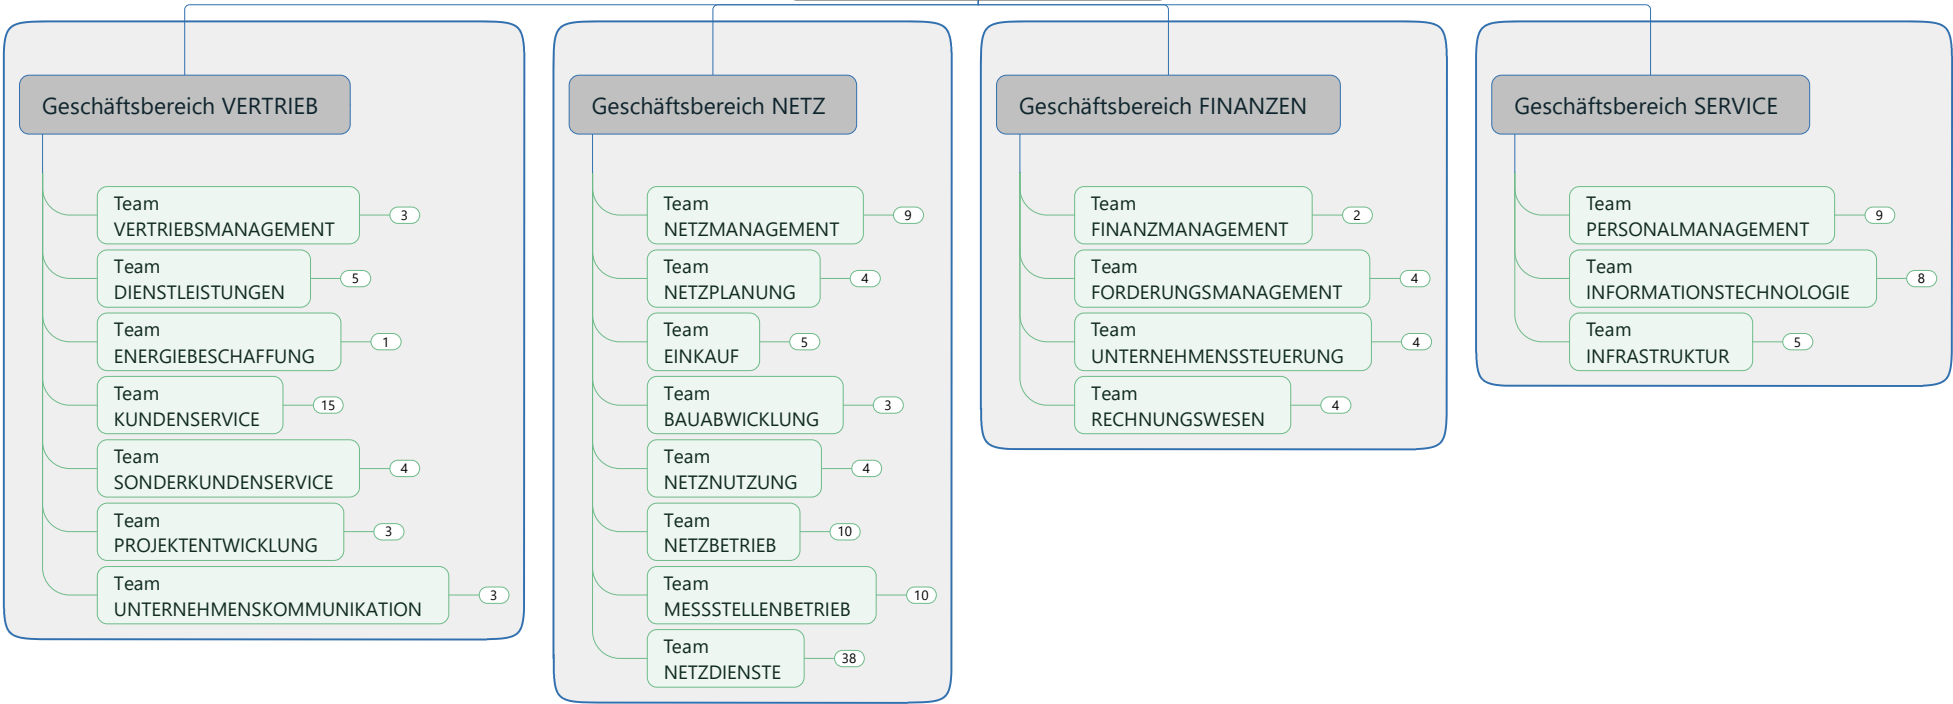 Geschäftsbereich VERTRIEB
Team
VERTRIEBSMANAGEMENT
3
Team
DIENSTLEISTUNGEN
5
Team
ENERGIEBESCHAFFUNG
1
Team
KUNDENSERVICE
15
Team
SONDERKUNDENSERVICE
4
Team
PROJEKTENTWICKLUNG
3
Team
UNTERNEHMENSKOMMUNIKATION
3
Geschäftsbereich NETZ
Team
NETZMANAGEMENT
9
Team
NETZPLANUNG
4
Team
EINKAUF
5
Team
BAUABWICKLUNG
3
Team
NETZNUTZUNG
4
Team
NETZBETRIEB
10
Team
MESSSTELLENBETRIEB
10
Team
NETZDIENSTE
38
Geschäftsbereich FINANZEN
Team
FINANZMANAGEMENT
2
Team
FORDERUNGSMANAGEMENT
4
Team
UNTERNEHMENSSTEUERUNG
4
Team
RECHNUNGSWESEN
4
Geschäftsbereich SERVICE
Team
PERSONALMANAGEMENT
9
Team
INFORMATIONSTECHNOLOGIE
8
Team
INFRASTRUKTUR
5